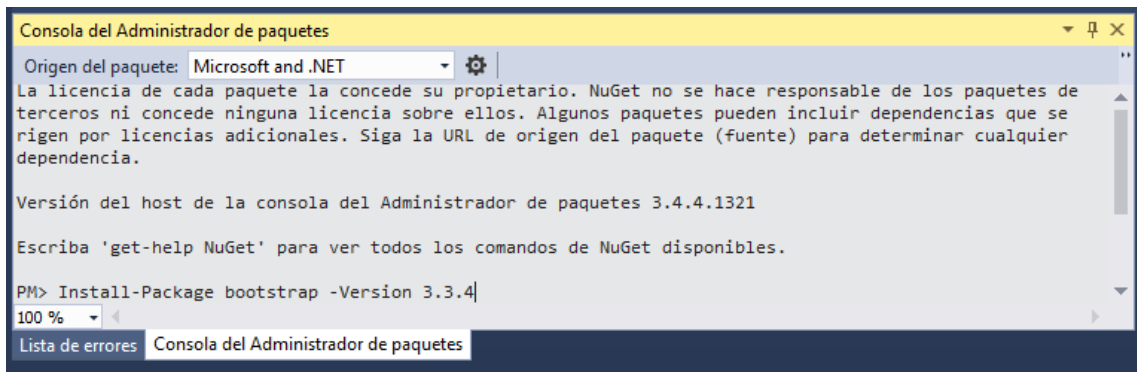 Consola del Administrador de paquetes
Origen del paquete: Microsoft and .NET
La licencia de cada paquete la concede su propietario. NuGet no se hace responsable de los paquetes de
terceros ni concede ninguna licencia sobre ellos. Algunos paquetes pueden incluir dependencias que se
rigen por licencias adicionales. Siga la URL de origen del paquete (fuente) para determinar cualquier
dependencia.
Versión del host de la consola del Administrador de paquetes 3.4.4.1321
Escriba 'get-help NuGet' para ver todos los comandos de NuGet disponibles.
PM> Install-Package bootstrap -Version 3.3.4
100 %
Lista de errores Consola del Administrador de paquetes